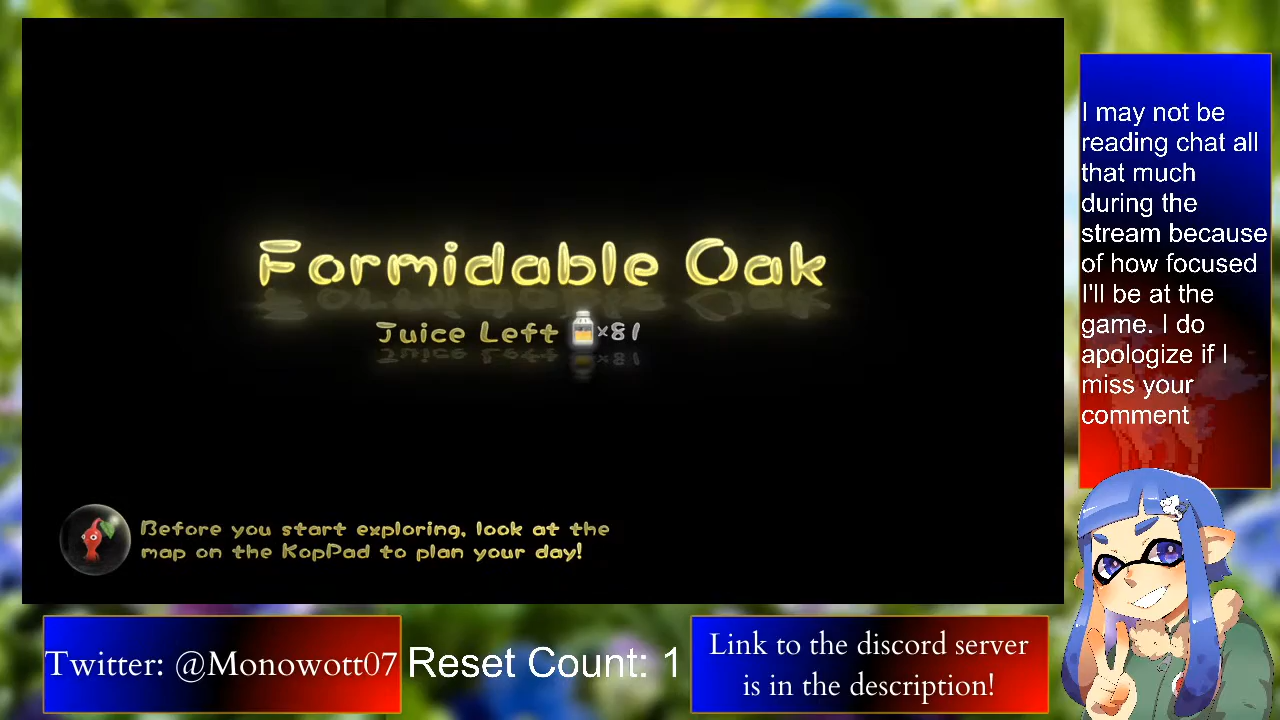 Formidable Oak
Juice Left ×81
Before you start exploring, look at the
map on the KopPad to plan your day!
I may not be
reading chat all
that much
during the
stream because
of how focused
I'll be at the
game. I do
apologize if I
miss your
comment
Twitter: @Monowott07
Reset Count: 1
Link to the discord server
is in the description!